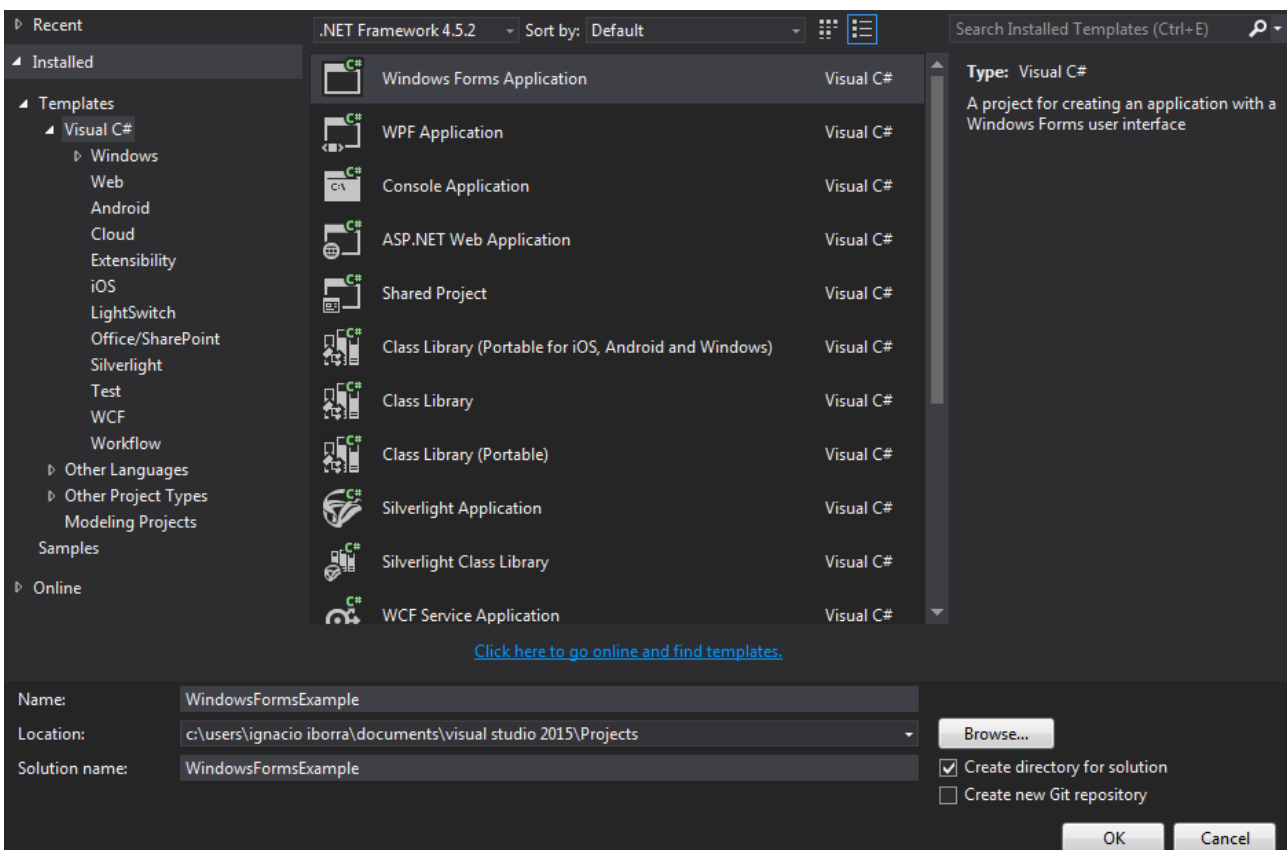 Recent
Installed
Templates
Visual C#
Windows
Web
Android
Cloud
Extensibility
iOS
LightSwitch
Office/SharePoint
Silverlight
Test
WCF
Workflow
Other Languages
Other Project Types
Modeling Projects
Samples
Online
.NET Framework 4.5.2 Sort by: Default
C# Windows Forms Application Visual C#
C# WPF Application Visual C#
C# C:\ Console Application Visual C#
C# ASP.NET Web Application Visual C#
C# Shared Project Visual C#
C# Class Library (Portable for iOS, Android and Windows) Visual C#
C# Class Library Visual C#
C# Class Library (Portable) Visual C#
C# Silverlight Application Visual C#
C# Silverlight Class Library Visual C#
C# WCF Service Application Visual C#
Click here to go online and find templates.
Search Installed Templates (Ctrl+E)
Type: Visual C#
A project for creating an application with a
Windows Forms user interface
Name: WindowsFormsExample
Location: c:\users\ignacio iborra\documents\visual studio 2015\Projects Browse...
Solution name: WindowsFormsExample
Create directory for solution
Create new Git repository
OK Cancel